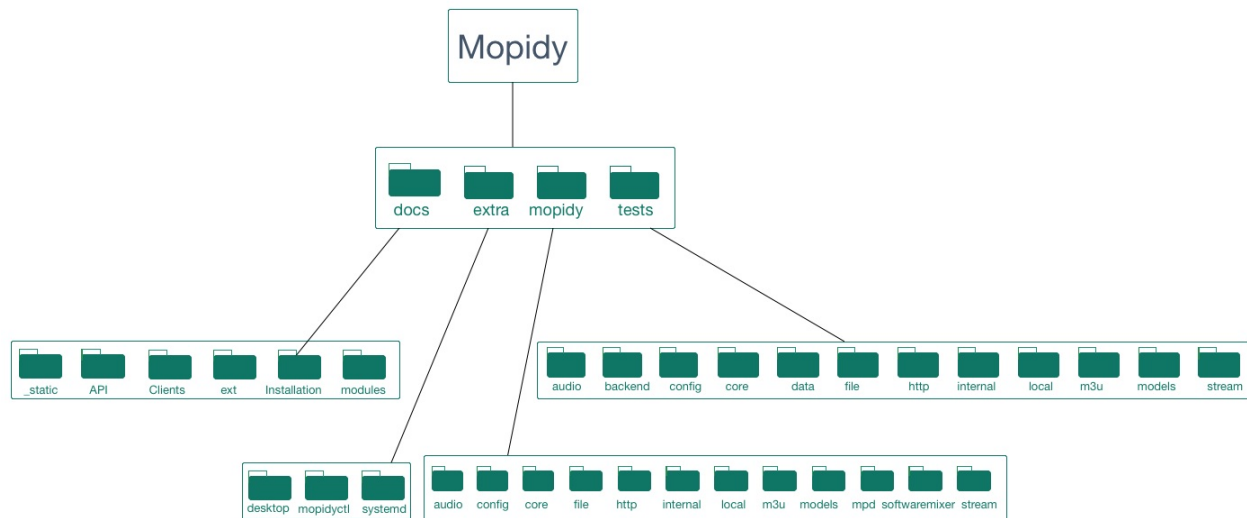 Mopidy
docs extra mopidy tests
_static API Clients ext Installation modules
audio backend config core data file http internal local m3u models stream
desktop mopidyctl systemd
audio config core file http internal local m3u models mpd softwaremixer stream